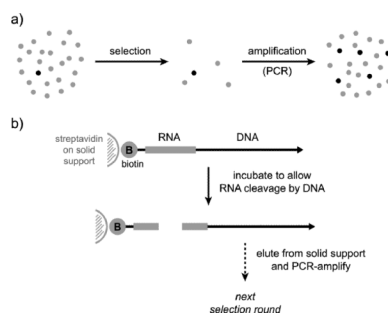 a)
selection
amplification
(PCR)
b)
streptavidin
on solid
support
B
biotin
RNA
DNA
incubate to allow
RNA cleavage by DNA
B
elute from solid support
and PCR-amplify
next
selection round